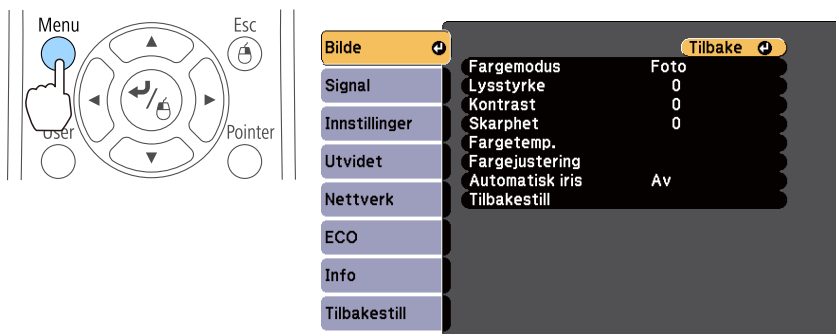 Menu
Esc
User
Pointer
Bilde
Signal
Innstillinger
Utvidet
Nettverk
ECO
Info
Tilbakestill
Tilbake
Fargemodus Foto
Lysstyrke 0
Kontrast 0
Skarphet 0
Fargetemp.
Fargejustering
Automatisk iris Av
Tilbakestill